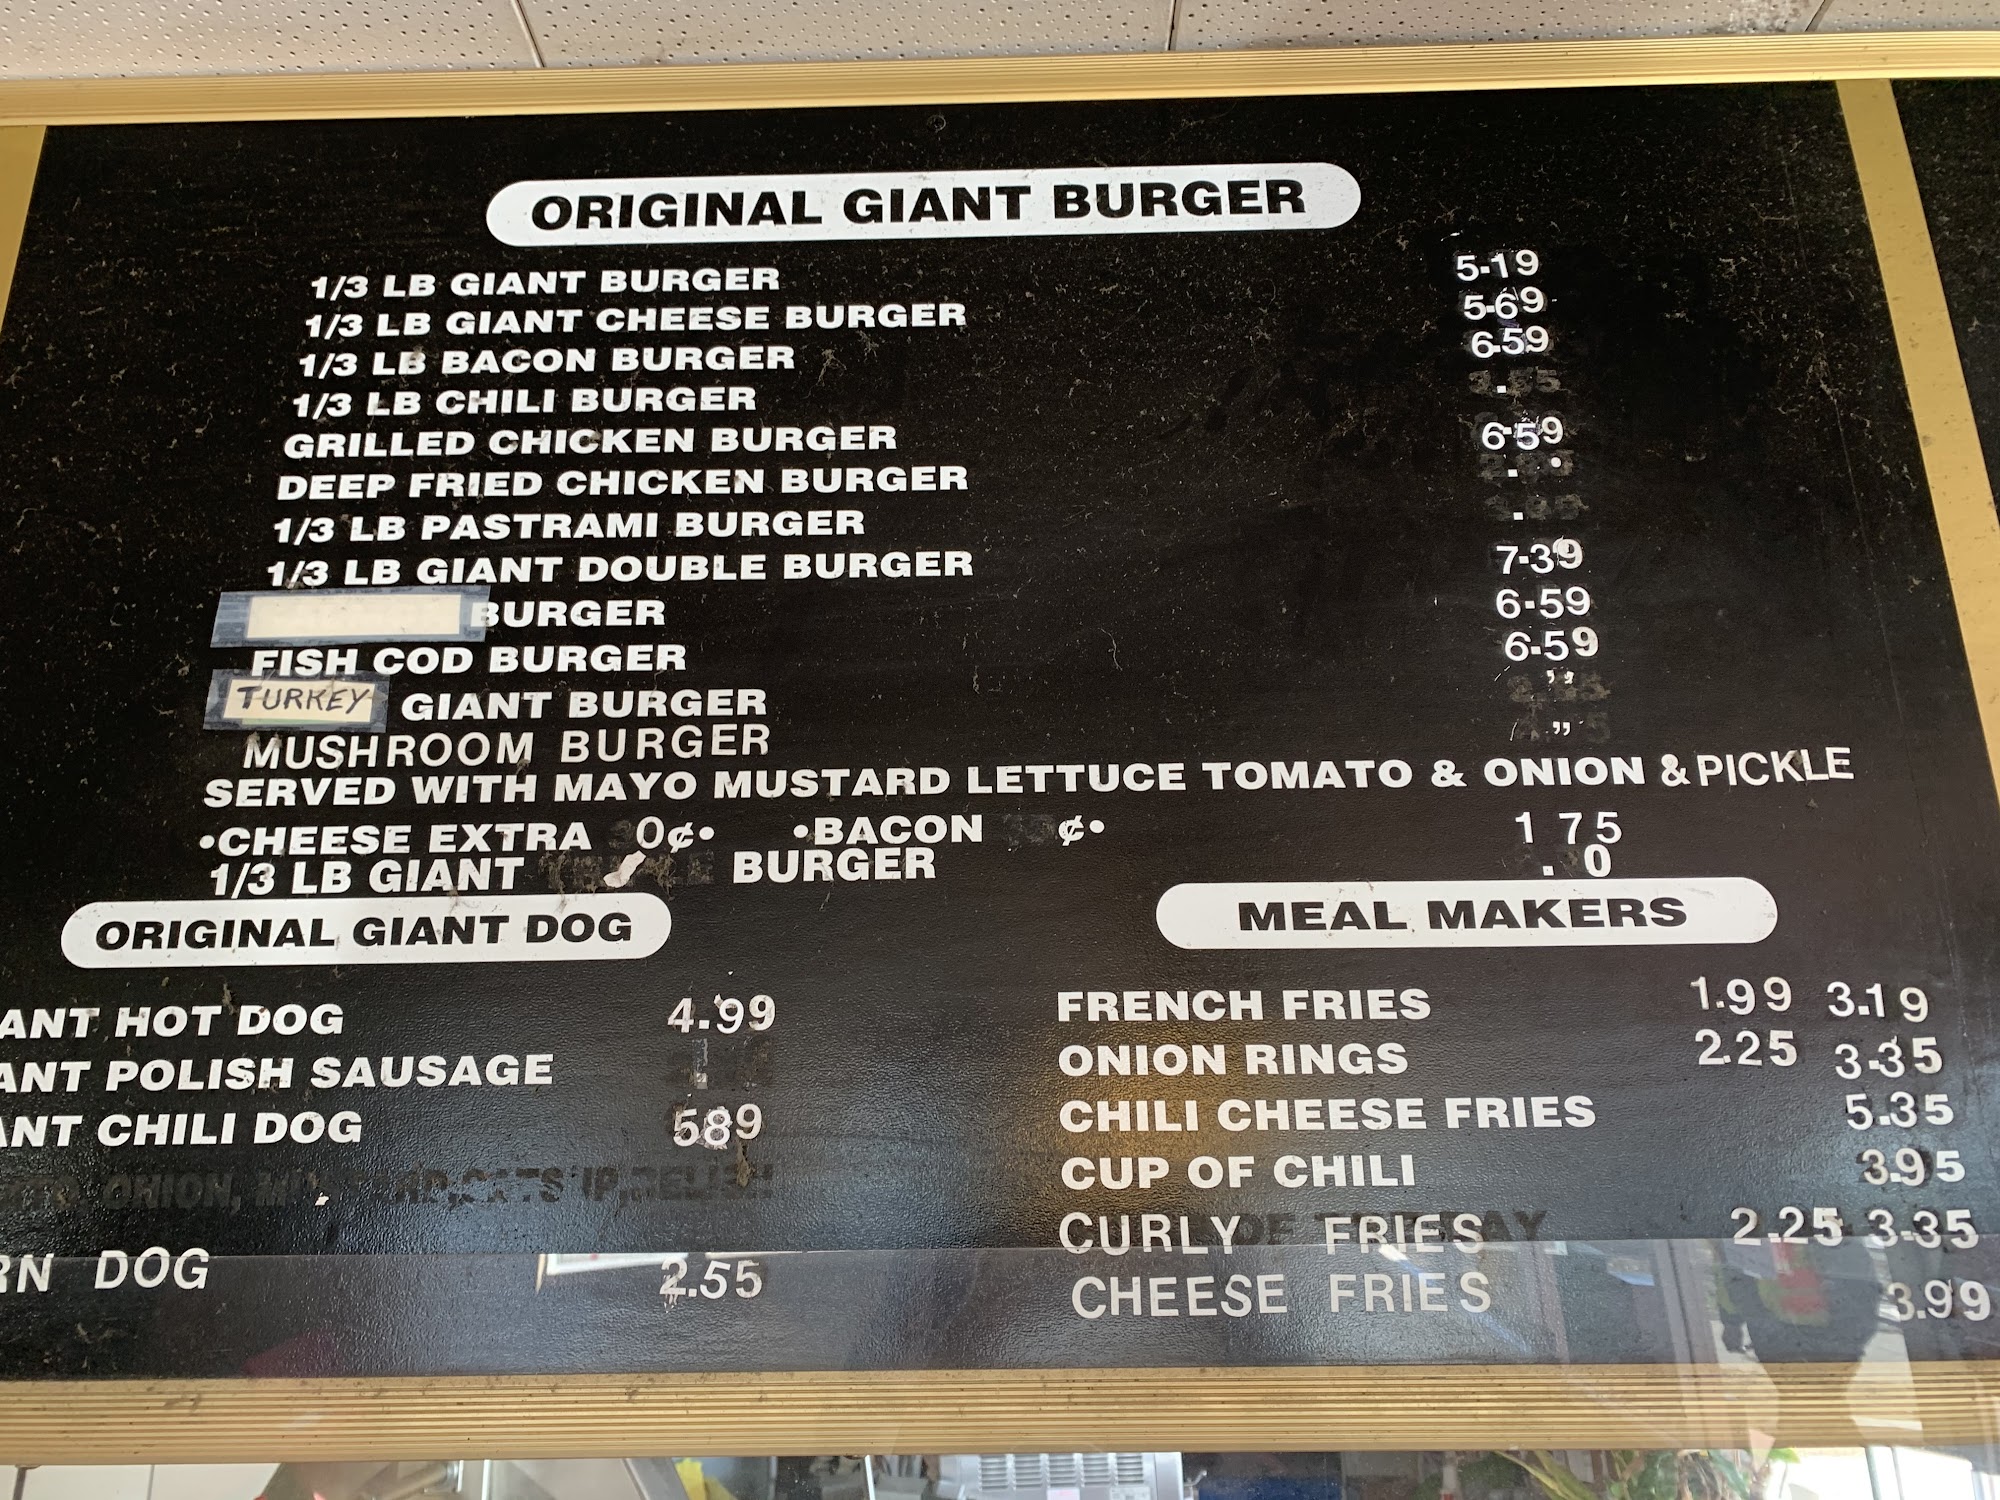 ORIGINAL GIANT BURGER
1/3 LB GIANT BURGER 5.19
1/3 LB GIANT CHEESE BURGER 5.69
1/3 LB BACON BURGER 6.59
1/3 LB CHILI BURGER
GRILLED CHICKEN BURGER 6.59
DEEP FRIED CHICKEN BURGER
1/3 LB PASTRAMI BURGER
1/3 LB GIANT DOUBLE BURGER 7.39
BURGER 6.59
FISH COD BURGER 6.59
TURKEY GIANT BURGER "
MUSHROOM BURGER "
SERVED WITH MAYO MUSTARD LETTUCE TOMATO & ONION & PICKLE
•CHEESE EXTRA 0¢• •BACON ¢• 1 75
1/3 LB GIANT BURGER . 0
ORIGINAL GIANT DOG
ANT HOT DOG 4.99
ANT POLISH SAUSAGE
ANT CHILI DOG 589
ONION, RELISH
RN DOG 2.55
MEAL MAKERS
FRENCH FRIES 1.99 3.19
ONION RINGS 2.25 3.35
CHILI CHEESE FRIES 5.35
CUP OF CHILI 3.95
CURLY FRIES 2.25 3.35
CHEESE FRIES 3.99